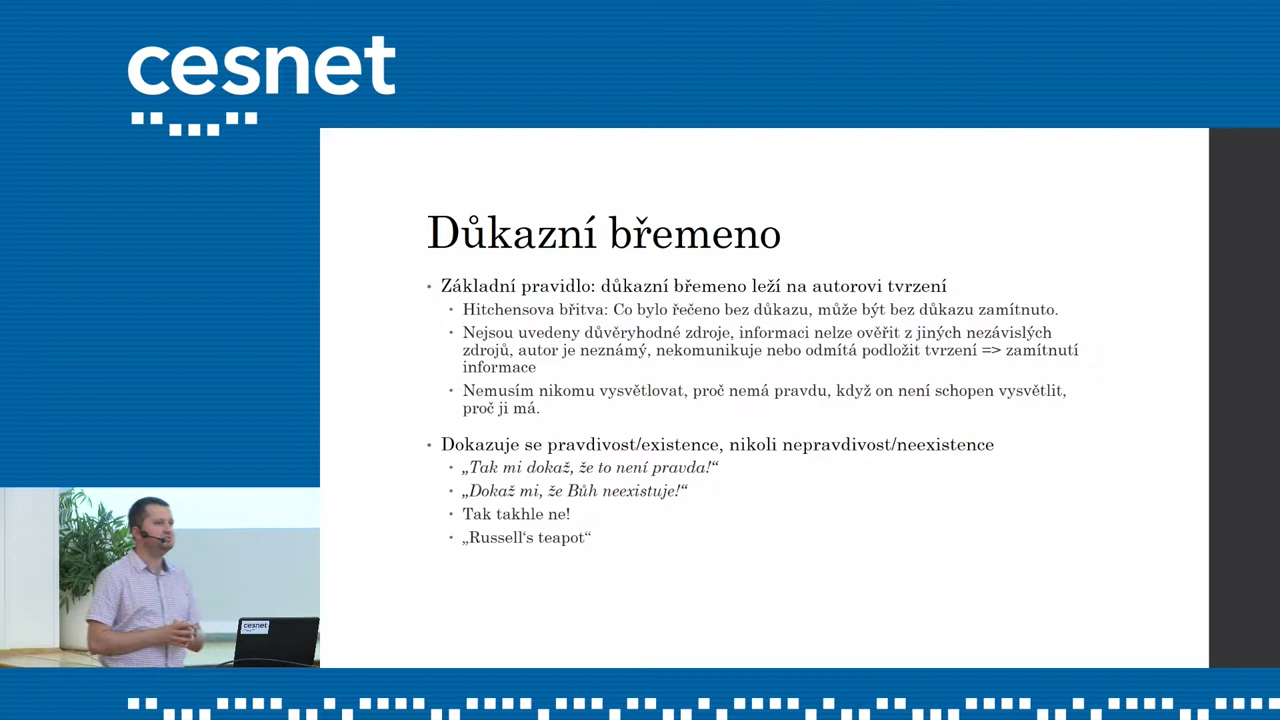 cesnet
Důkazní břemeno
• Základní pravidlo: důkazní břemeno leží na autorovi tvrzení
• Hitchensova břitva: Co bylo řečeno bez důkazu, může být bez důkazu zamítnuto.
• Nejsou uvedeny důvěryhodné zdroje, informaci nelze ověřit z jiných nezávislých
zdrojů, autor je neznámý, nekomunikuje nebo odmítá podložit tvrzení => zamítnutí
informace
• Nemusím nikomu vysvětlovat, proč nemá pravdu, když on není schopen vysvětlit,
proč ji má.
• Dokazuje se pravdivost/existence, nikoli nepravdivost/neexistence
• „Tak mi dokaž, že to není pravda!“
• „Dokaž mi, že Bůh neexistuje!“
• Tak takhle ne!
• „Russell‘s teapot“
cesnet